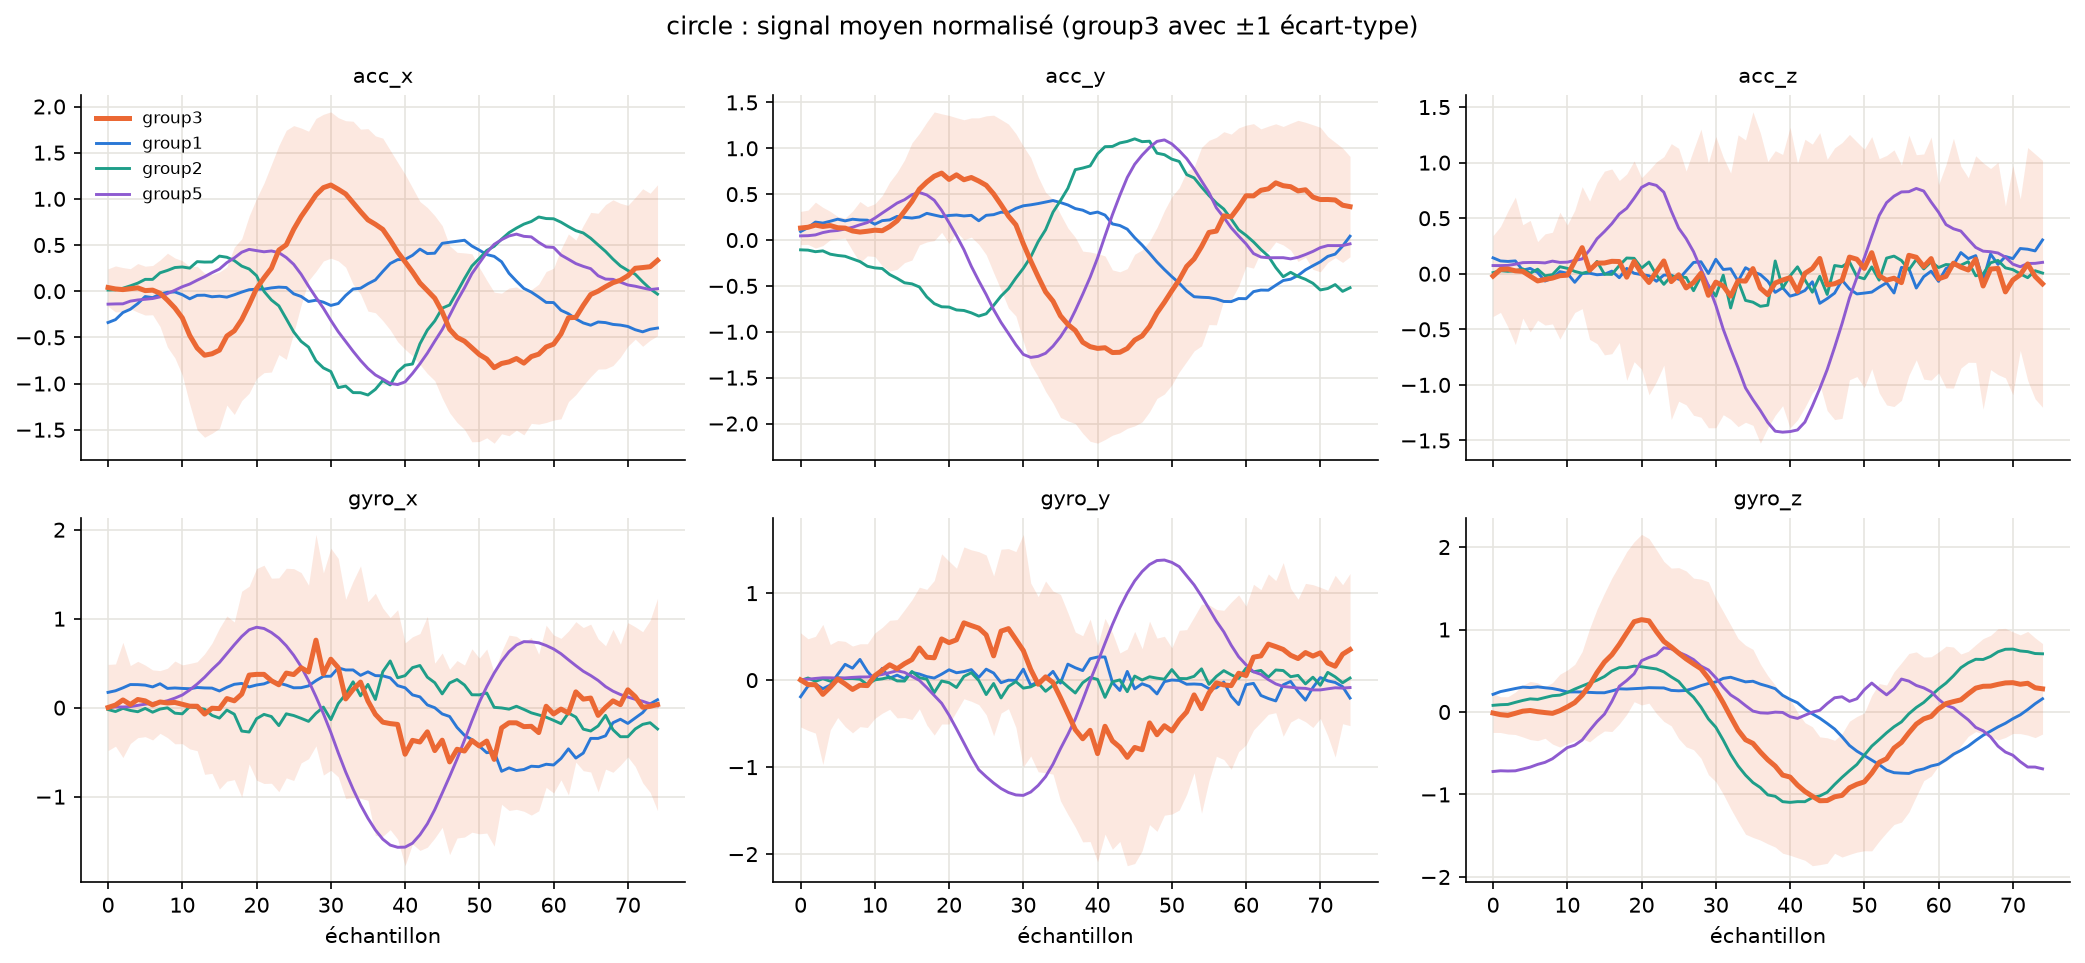 circle : signal moyen normalisé (group3 avec ±1 écart-type)
acc_x
acc_y
acc_z
group3
group1
group2
group5
2.0
1.5
1.0
0.5
0.0
−0.5
−1.0
−1.5
1.5
1.0
0.5
0.0
−0.5
−1.0
−1.5
−2.0
1.5
1.0
0.5
0.0
−0.5
−1.0
−1.5
gyro_x
gyro_y
gyro_z
2
1
0
−1
1
0
−1
−2
2
1
0
−1
−2
0 10 20 30 40 50 60 70
0 10 20 30 40 50 60 70
0 10 20 30 40 50 60 70
échantillon
échantillon
échantillon